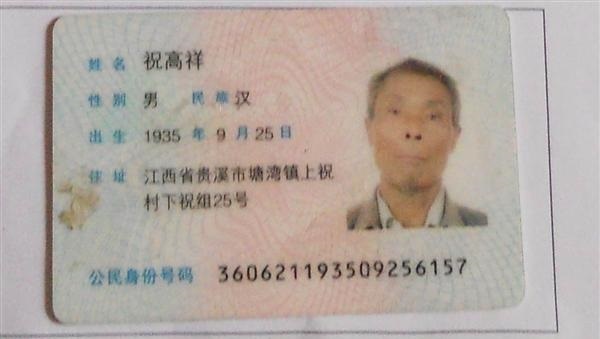 姓名 祝高祥
性别 男 民族 汉
出生 1935 年 9 月 25 日
住址 江西省贵溪市塘湾镇上祝
村下祝组25号
公民身份号码 360621193509256157